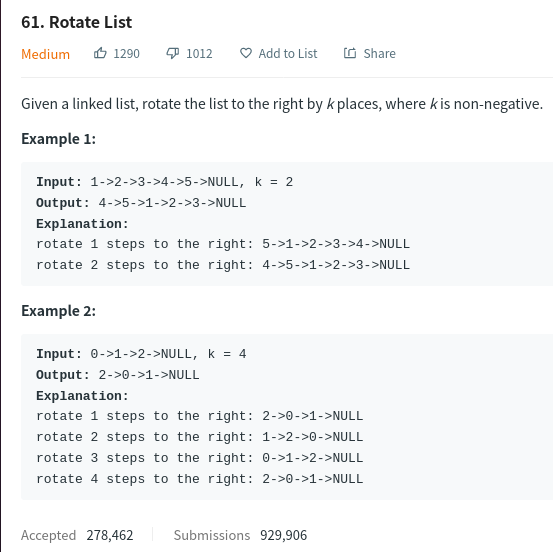 61. Rotate List
Medium 1290 1012 Add to List Share
Given a linked list, rotate the list to the right by k places, where k is non-negative.
Example 1:
Input: 1->2->3->4->5->NULL, k = 2
Output: 4->5->1->2->3->NULL
Explanation:
rotate 1 steps to the right: 5->1->2->3->4->NULL
rotate 2 steps to the right: 4->5->1->2->3->NULL
Example 2:
Input: 0->1->2->NULL, k = 4
Output: 2->0->1->NULL
Explanation:
rotate 1 steps to the right: 2->0->1->NULL
rotate 2 steps to the right: 1->2->0->NULL
rotate 3 steps to the right: 0->1->2->NULL
rotate 4 steps to the right: 2->0->1->NULL
Accepted 278,462 Submissions 929,906